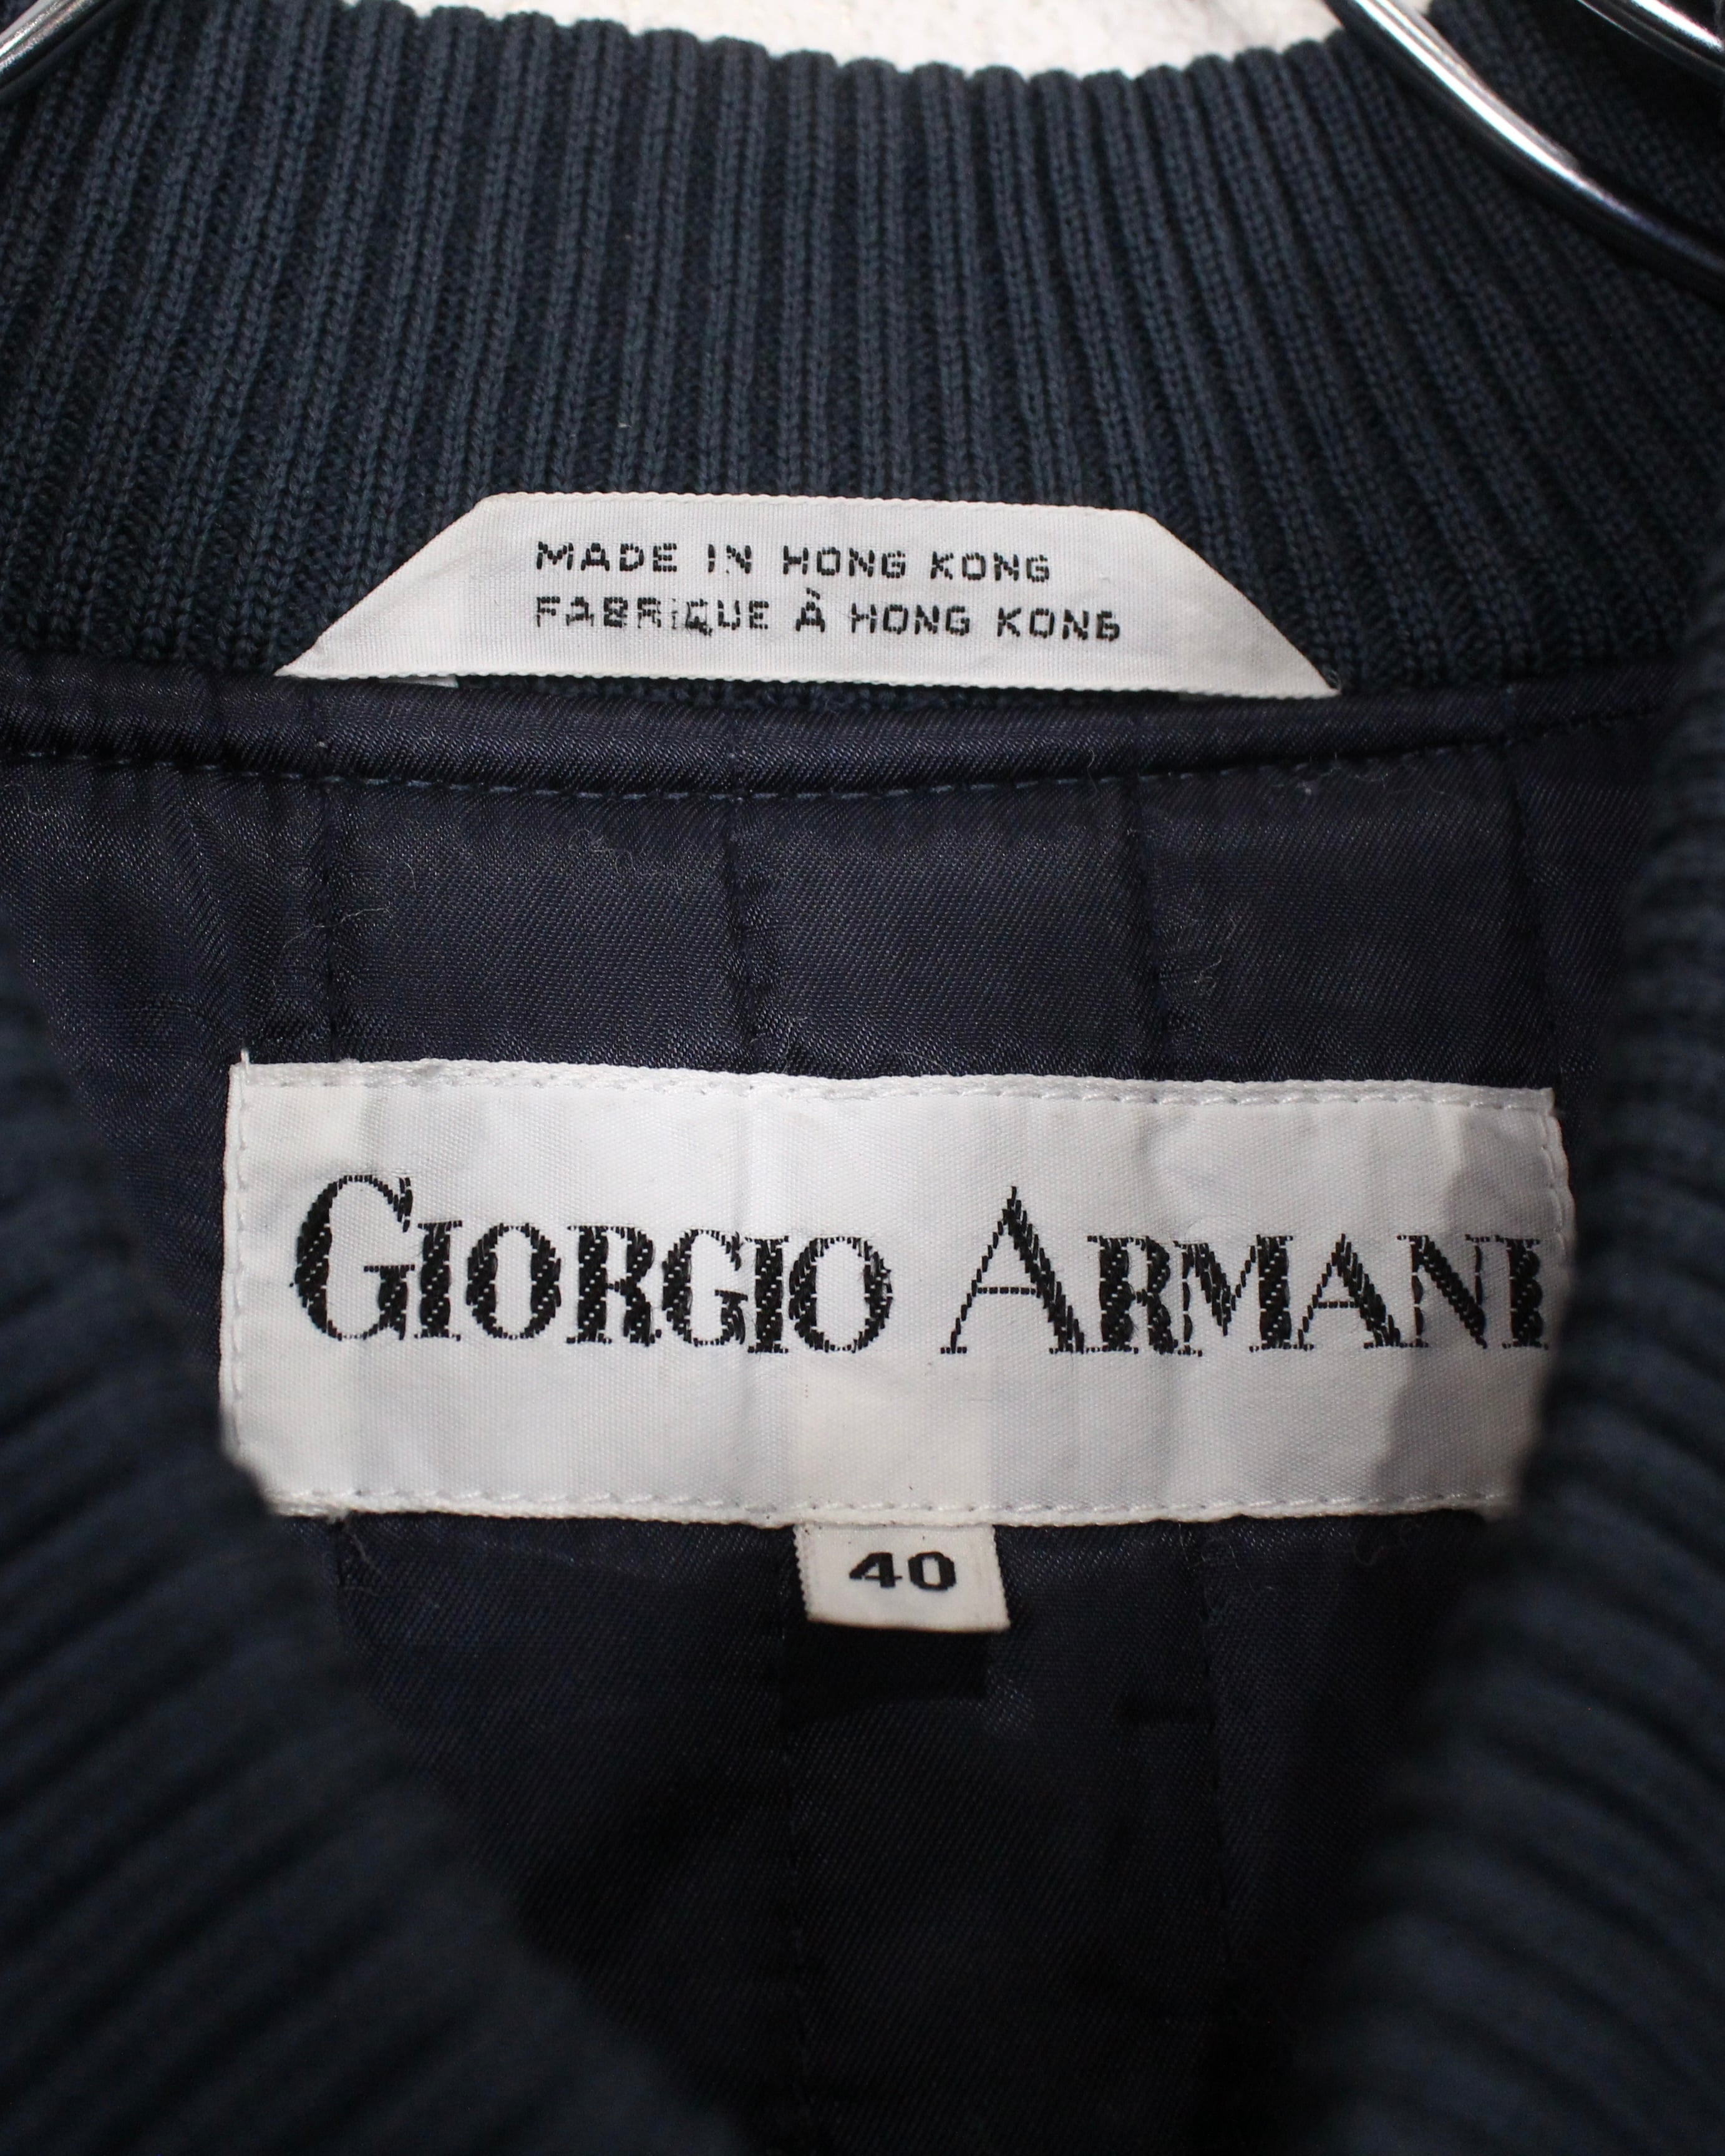 MADE IN HONG KONG
FABRIQUE À HONG KONG
GIORGIO ARMANI
40